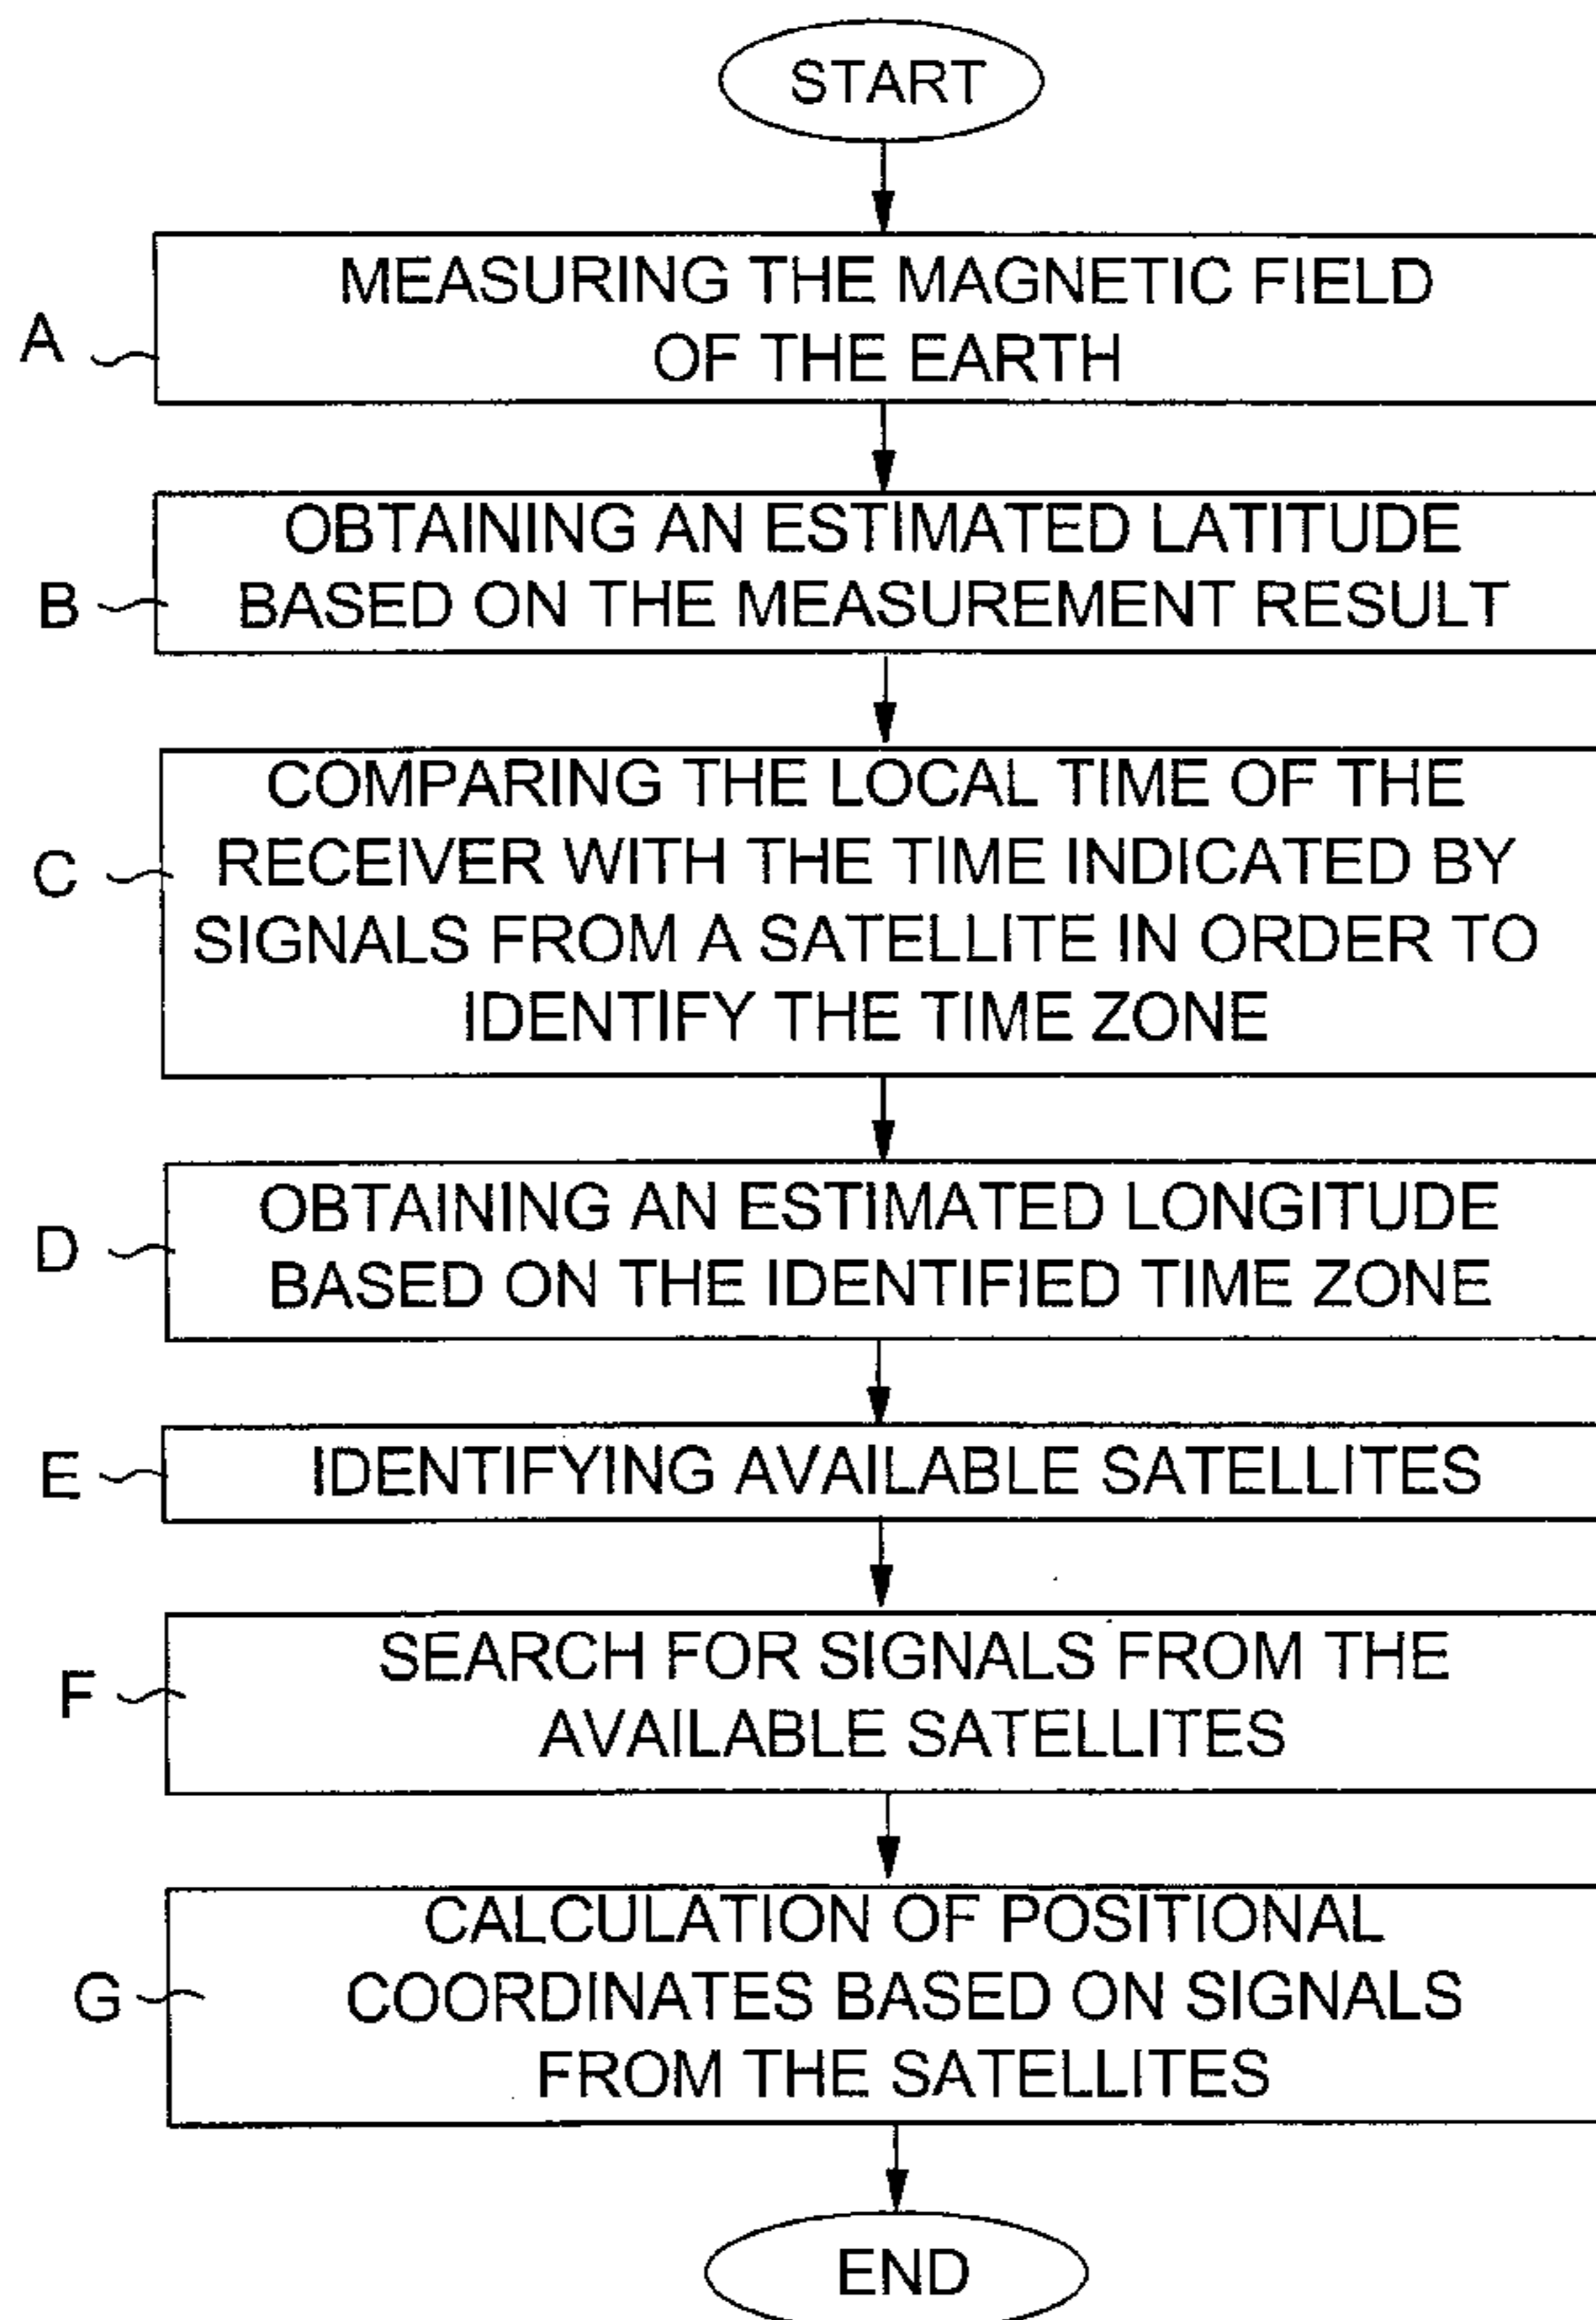 START
MEASURING THE MAGNETIC FIELD
OF THE EARTH
A
OBTAINING AN ESTIMATED LATITUDE
BASED ON THE MEASUREMENT RESULT
B
COMPARING THE LOCAL TIME OF THE
RECEIVER WITH THE TIME INDICATED BY
SIGNALS FROM A SATELLITE IN ORDER TO
IDENTIFY THE TIME ZONE
C
OBTAINING AN ESTIMATED LONGITUDE
BASED ON THE IDENTIFIED TIME ZONE
D
IDENTIFYING AVAILABLE SATELLITES
E
SEARCH FOR SIGNALS FROM THE
AVAILABLE SATELLITES
F
CALCULATION OF POSITIONAL
COORDINATES BASED ON SIGNALS
FROM THE SATELLITES
G
END